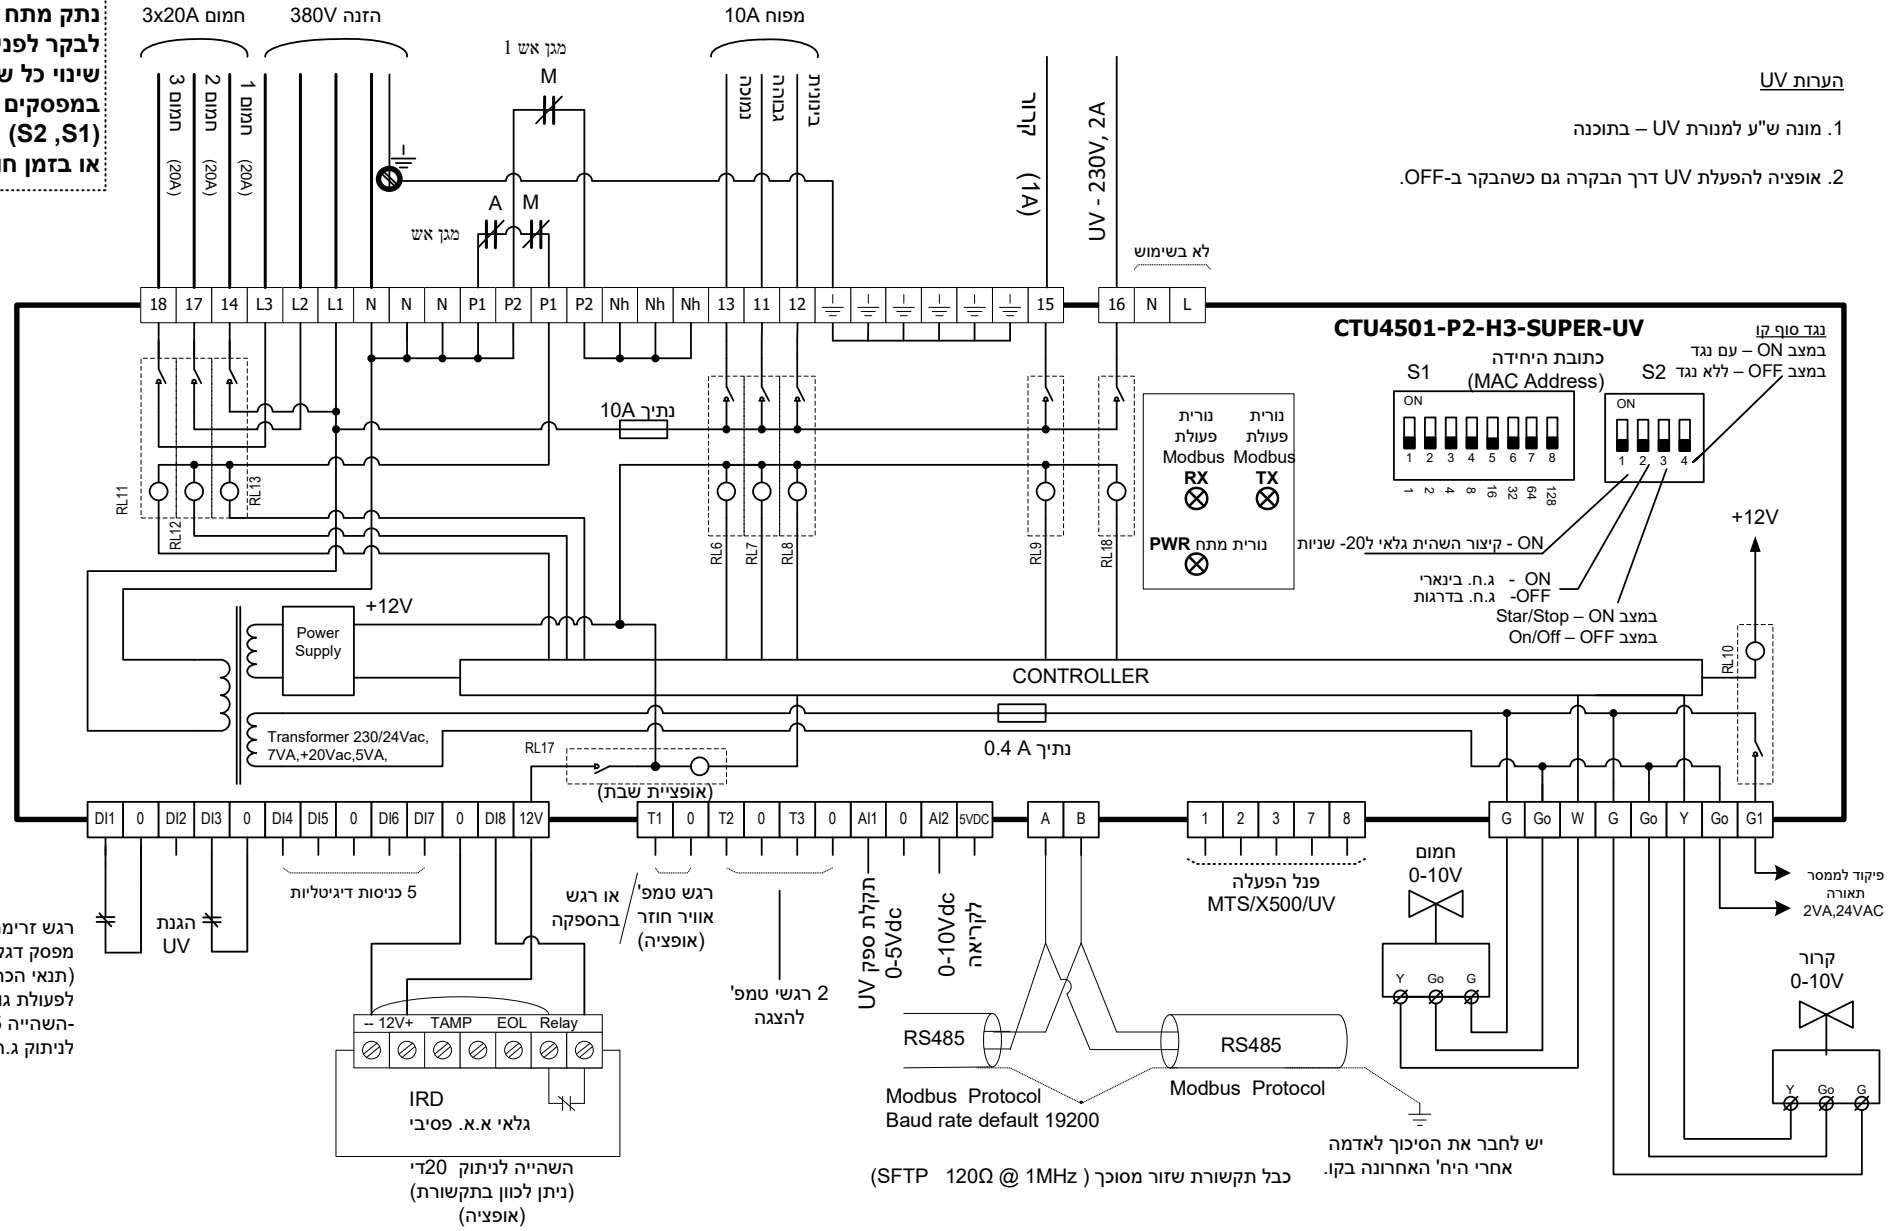 נתק מתח
לבקר לפני
שינוי כל ש
במפסקים
(S2 ,S1)
או בזמן חו
חמום 3x20A
הזנה 380V
מגן אש 1
M
מפוח 10A
חמום 3 (20A)
חמום 2 (20A)
חמום 1 (20A)
A M
מגן אש
נמוכה
גבוהה
בינונית
קרור (1A)
UV - 230V, 2A
לא בשימוש
הערות UV
1. מונה ש"ע למנורת UV – בתוכנה
2. אופציה להפעלת UV דרך הבקרה גם כשהבקר ב-OFF.
18 17 14 L3 L2 L1 N N N P1 P2 P1 P2 Nh Nh Nh 13 11 12 15 16 N L
CTU4501-P2-H3-SUPER-UV
נגד סוף קו
במצב ON – עם נגד
במצב OFF – ללא נגד
כתובת היחידה
(MAC Address)
S1
ON
1 2 3 4 5 6 7 8
1 2 4 8 16 32 64 128
S2
ON
1 2 3 4
נתיך 10A
נורית
פעולת
Modbus
RX
נורית
פעולת
Modbus
TX
נורית מתח PWR
ON - קיצור השהית גלאי ל20- שניות
ON - ג.ח. בינארי
OFF- ג.ח. בדרגות
במצב Star/Stop – ON
במצב On/Off – OFF
+12V
RL11
RL12
RL13
RL6
RL7
RL8
RL9
RL18
RL10
+12V
Power
Supply
CONTROLLER
Transformer 230/24Vac,
7VA,+20Vac,5VA,
RL17
(אופציית שבת)
נתיך 0.4 A
DI1 0 DI2 DI3 0 DI4 DI5 0 DI6 DI7 0 DI8 12V
T1 0 T2 0 T3 0 AI1 0 AI2 5VDC
A B
1 2 3 7 8
G Go W G Go Y Go G1
רגש זרימה
מפסק דגל
(תנאי הכר
לפעולת גו
-השהייה 5
לניתוק ג.ח
הגנת
UV
5 כניסות דיגיטליות
רגש טמפ'
אוויר חוזר
(אופציה)
או רגש
בהספקה
2 רגשי טמפ'
להצגה
תקלת ספק UV
0-5Vdc
0-10Vdc
לקריאה
פנל הפעלה
MTS/X500/UV
חמום
0-10V
Y Go G
פיקוד לממסר
תאורה
2VA,24VAC
קרור
0-10V
Y Go G
-- 12V+ TAMP EOL Relay
IRD
גלאי א.א. פסיבי
השהייה לניתוק 20די
(ניתן לכוון בתקשורת)
(אופציה)
RS485
RS485
Modbus Protocol
Baud rate default 19200
Modbus Protocol
יש לחבר את הסיכוך לאדמה
אחרי היח' האחרונה בקו.
כבל תקשורת שזור מסוכך ( SFTP 120Ω @ 1MHz)